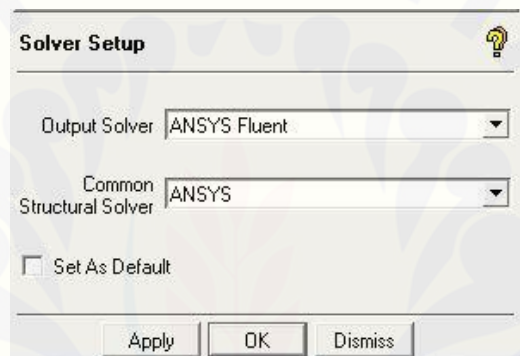 Solver Setup
Output Solver ANSYS Fluent
Common
Structural Solver ANSYS
Set As Default
Apply OK Dismiss